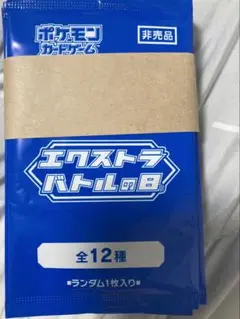 ポケモン
カードゲーム
非売品
エクストラ
バトルの日
全12種
■ランダム1枚入り■